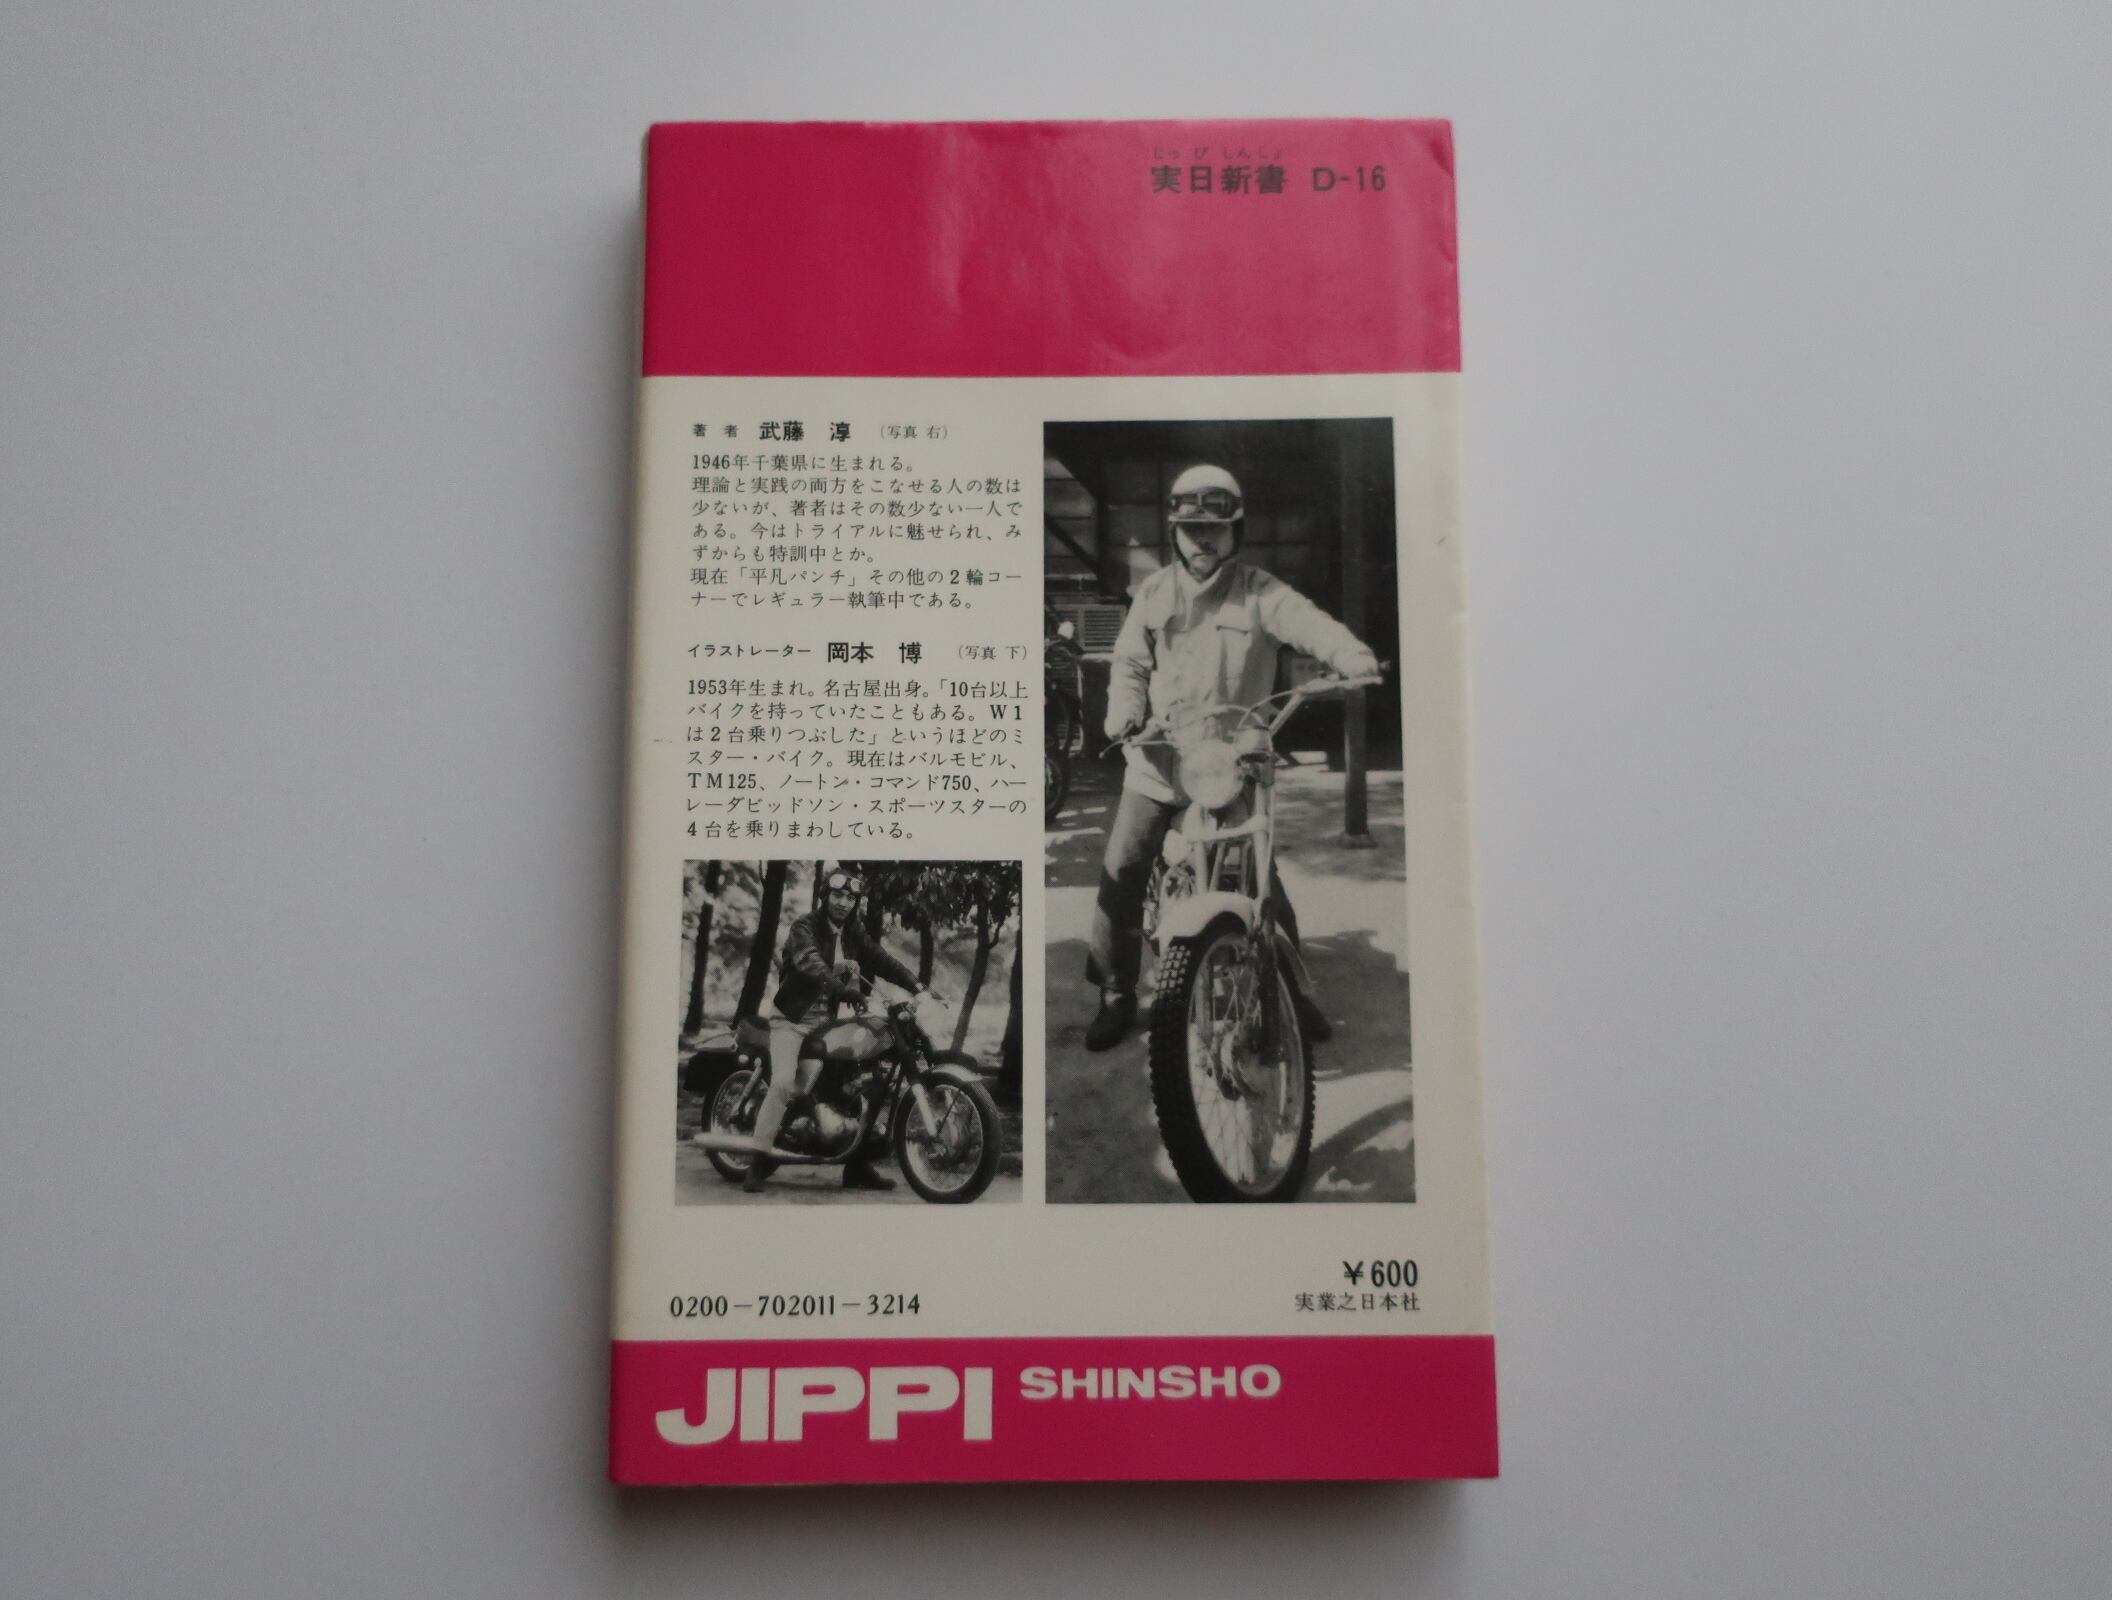 じっぴしんしょ
実日新書 D-16
著者 武藤 淳 (写真 右)
1946年千葉県に生まれる。
理論と実践の両方をこなせる人の数は
少ないが、著者はその数少ない一人で
ある。今はトライアルに魅せられ、み
ずからも特訓中とか。
現在「平凡パンチ」その他の2輪コー
ナーでレギュラー執筆中である。
イラストレーター 岡本 博 (写真 下)
1953年生まれ。名古屋出身。「10台以上
バイクを持っていたこともある。W1
は2台乗りつぶした」というほどのミ
スター・バイク。現在はバルモビル、
TM125、ノートン・コマンド750、ハー
レーダビッドソン・スポーツスターの
4台を乗りまわしている。
¥600
実業之日本社
0200-702011-3214
JIPPI SHINSHO